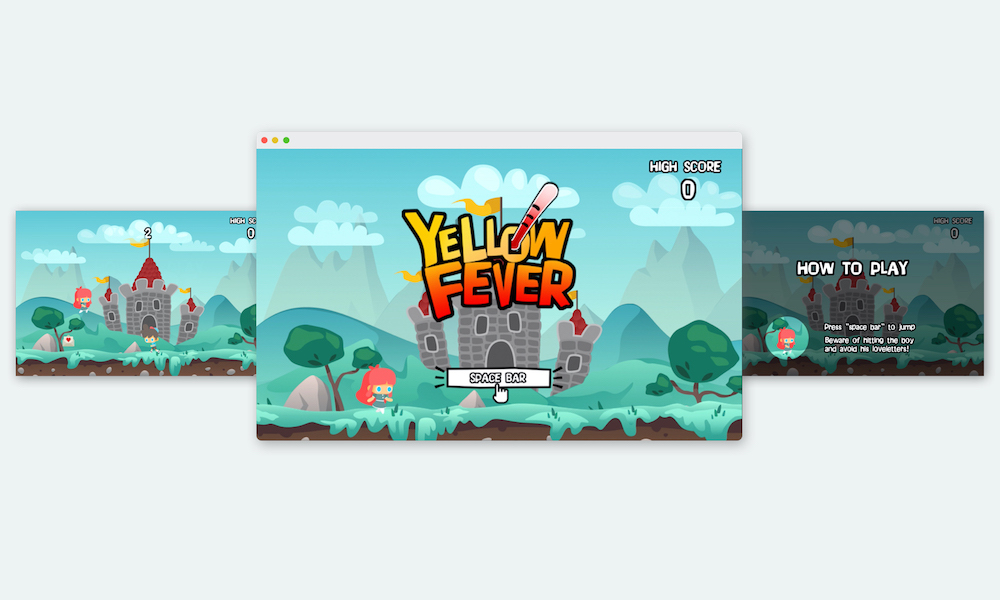 HIGH SCORE
0
YELLOW
FEVER
SPACE BAR
HIGH SC
0
2
HIGH SCORE
0
HOW TO PLAY
Press "space bar" to jump
Beware of hitting the boy
and avoid his loveletters!